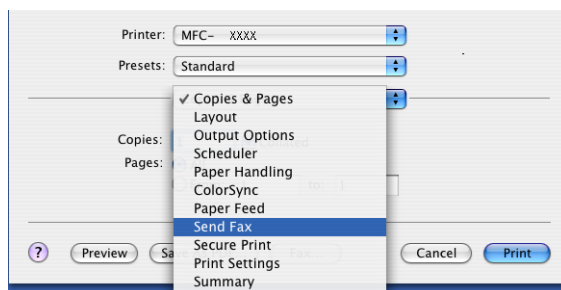 Printer: MFC- XXXX
Presets: Standard
✓ Copies & Pages
Layout
Output Options
Copies:
Scheduler
Pages:
Paper Handling
ColorSync
Paper Feed
Send Fax
Secure Print
Print Settings
Summary
? Preview Cancel Print